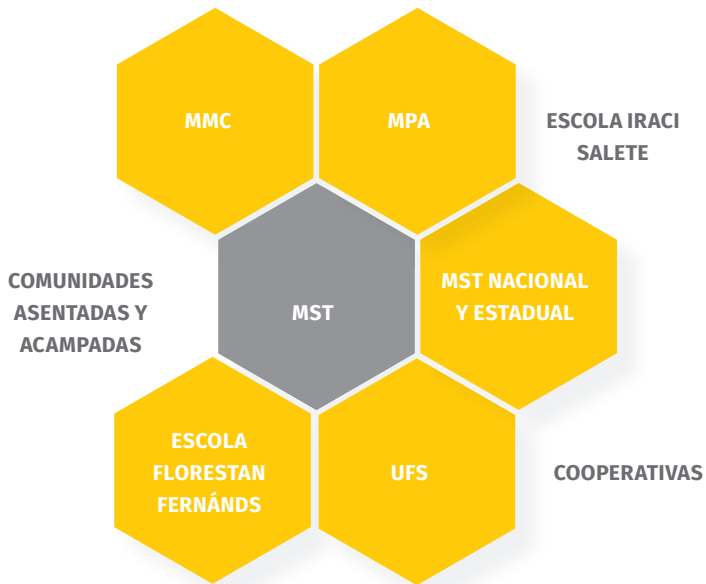 MMC
MPA
ESCOLA IRACI
SALETE
COMUNIDADES
ASENTADAS Y
ACAMPADAS
MST
MST NACIONAL
Y ESTADUAL
ESCOLA
FLORESTAN
FERNÁNDS
UFS
COOPERATIVAS